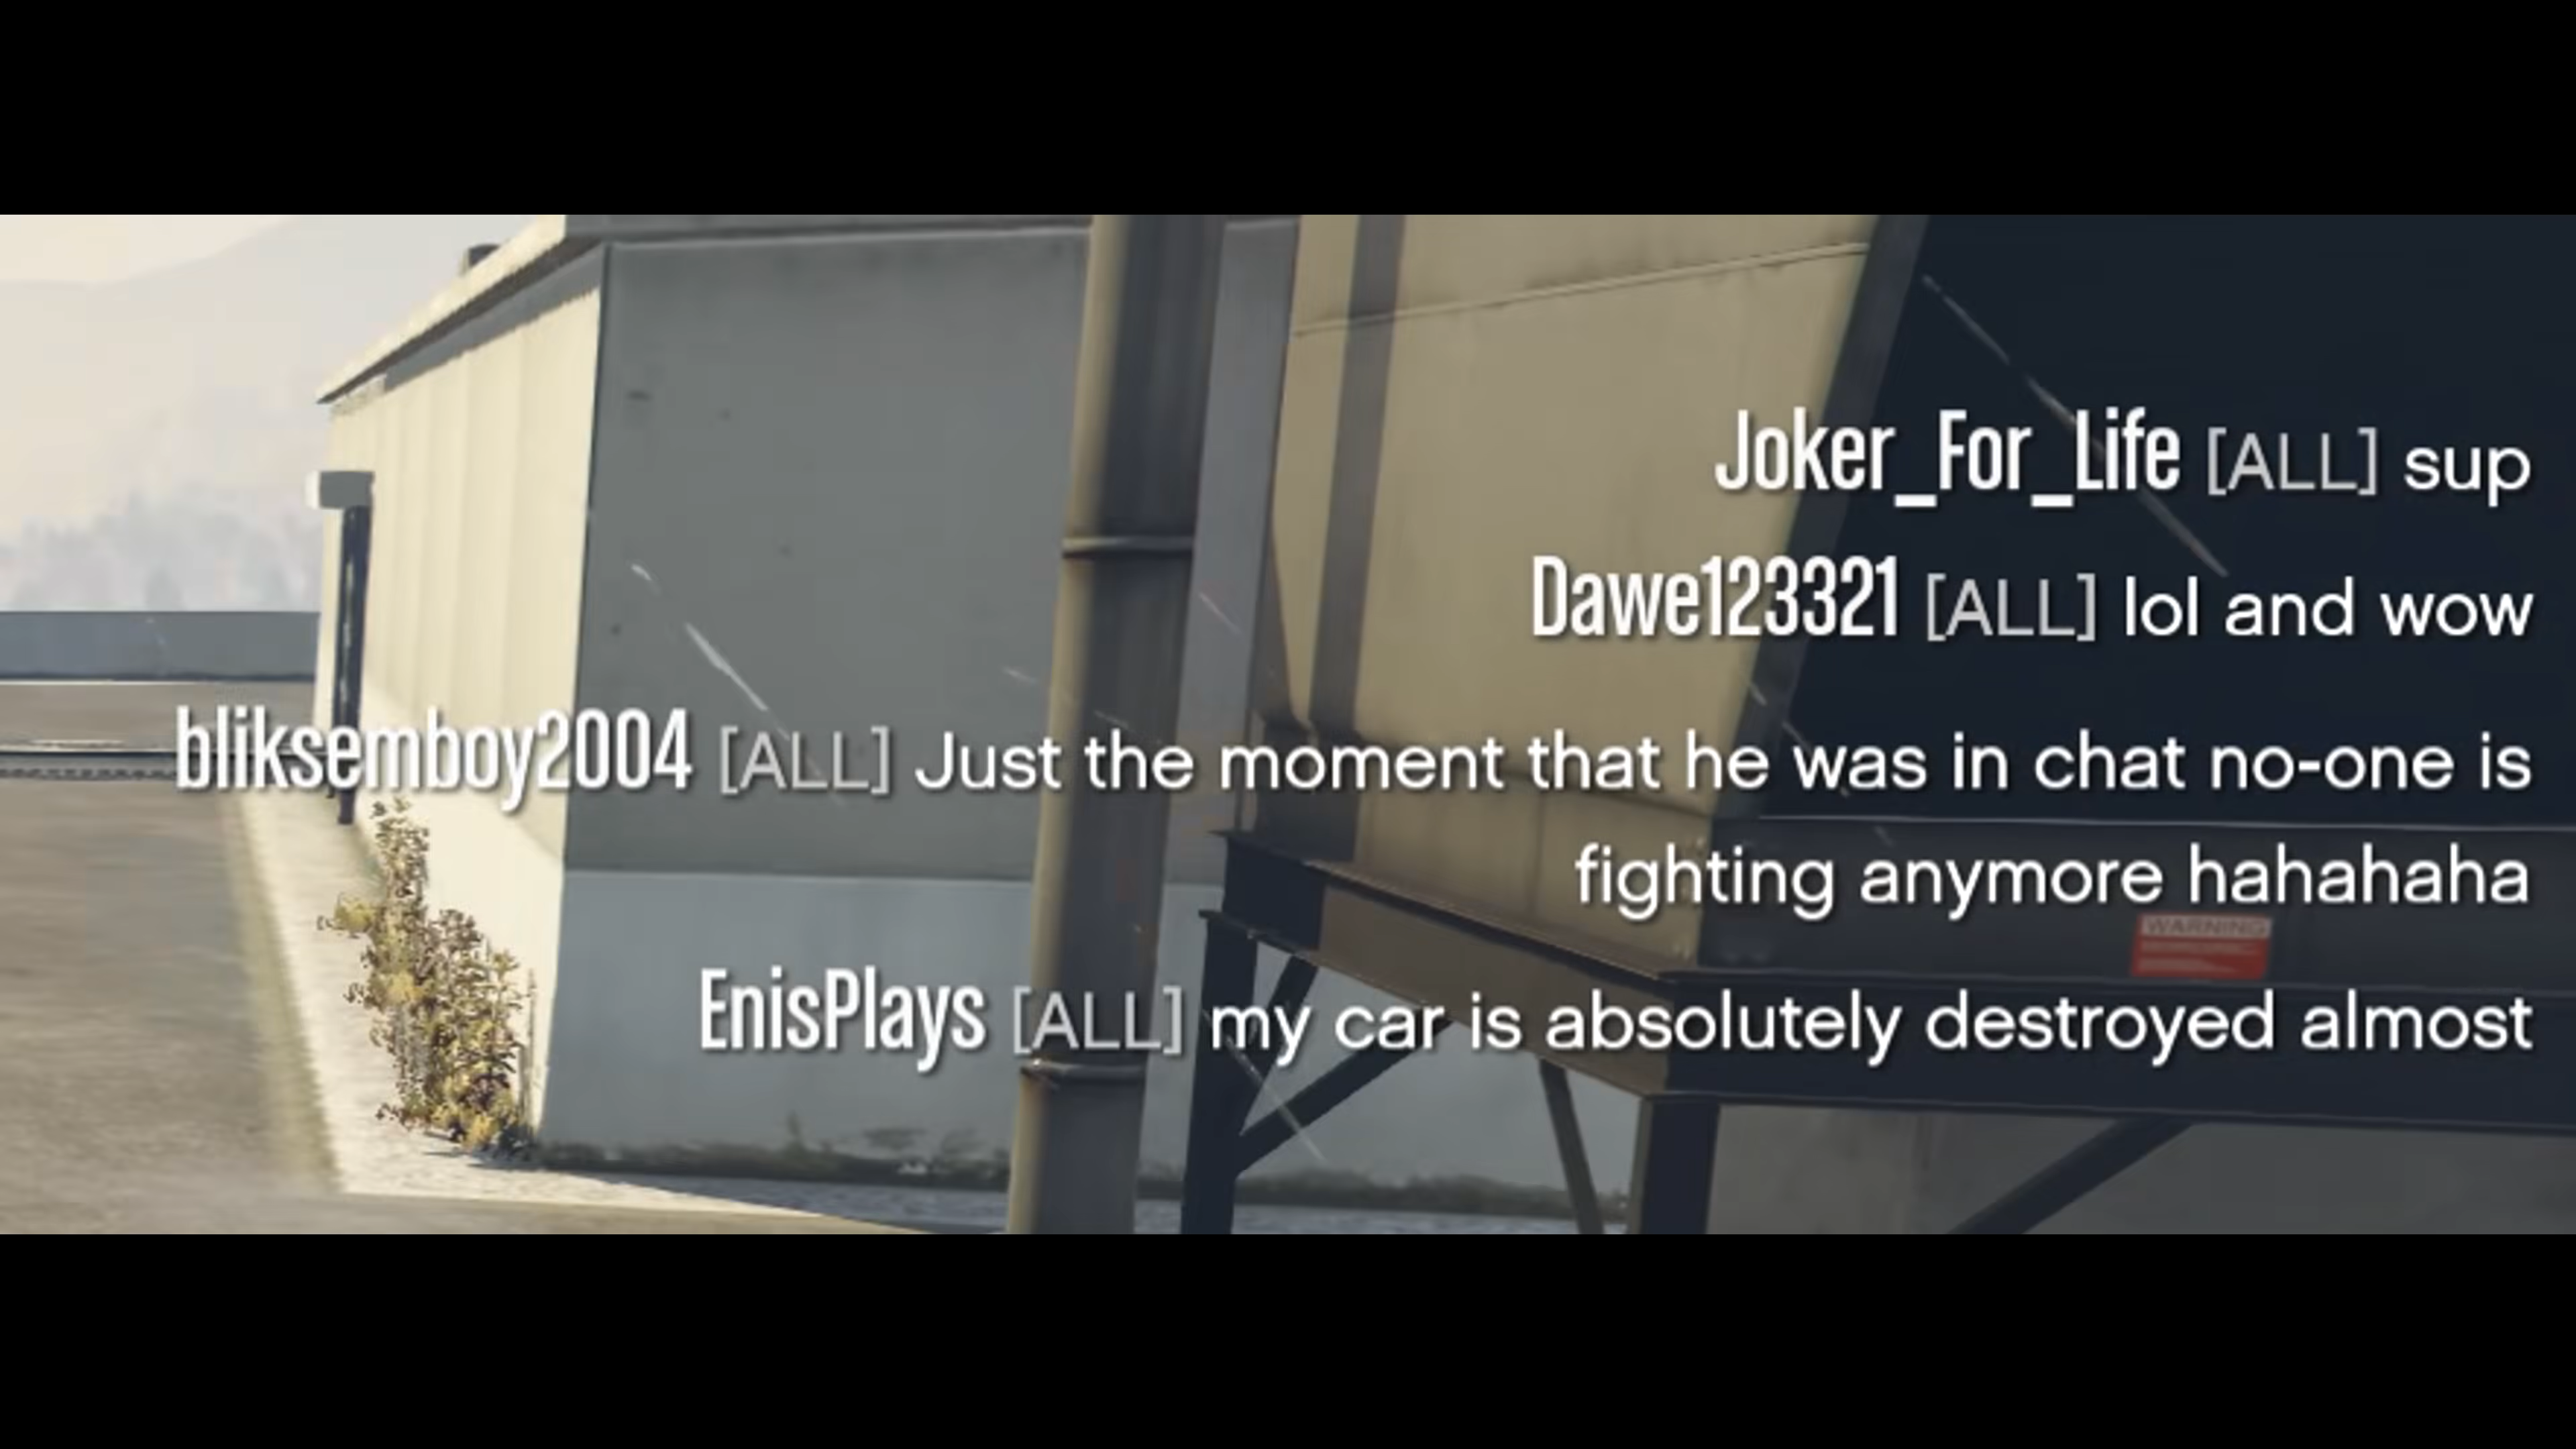 Joker_For_Life [ALL] sup
Dawe123321 [ALL] lol and wow
bliksemboy2004 [ALL] Just the moment that he was in chat no-one is
fighting anymore hahahaha
WARNING
EnisPlays [ALL] my car is absolutely destroyed almost